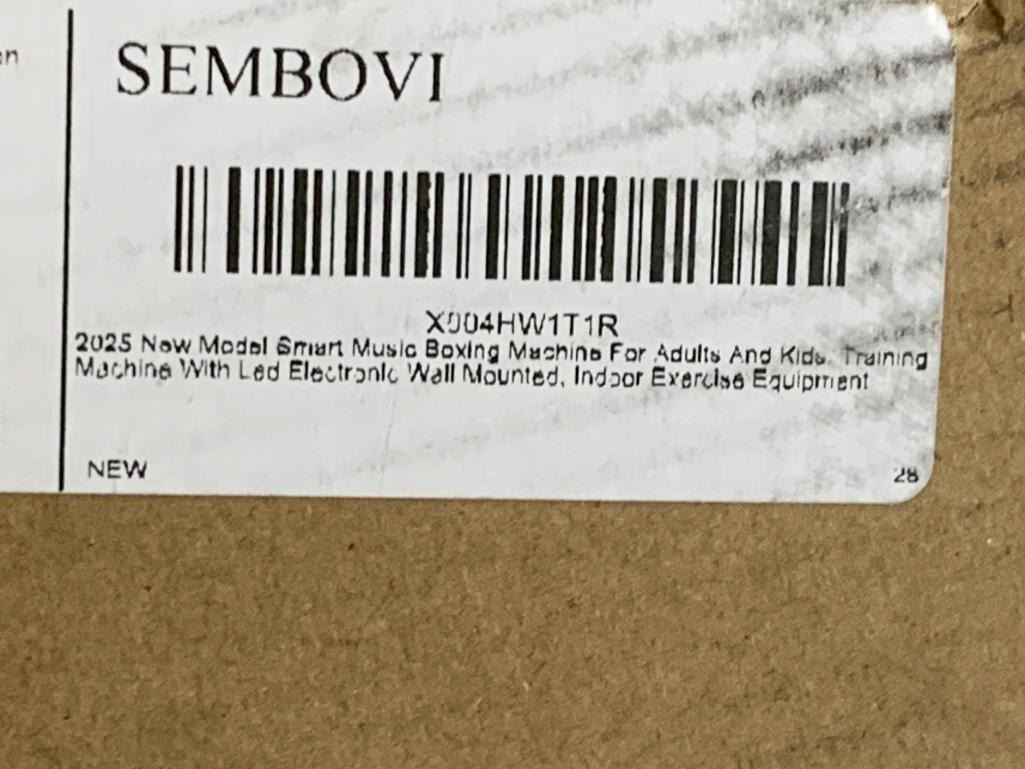 SEMBOVI
X004HW1T1R
2025 New Model Smart Music Boxing Machine For Adults And Kids. Training
Machine With Led Electronic Wall Mounted, Indoor Exercise Equipment
NEW
28